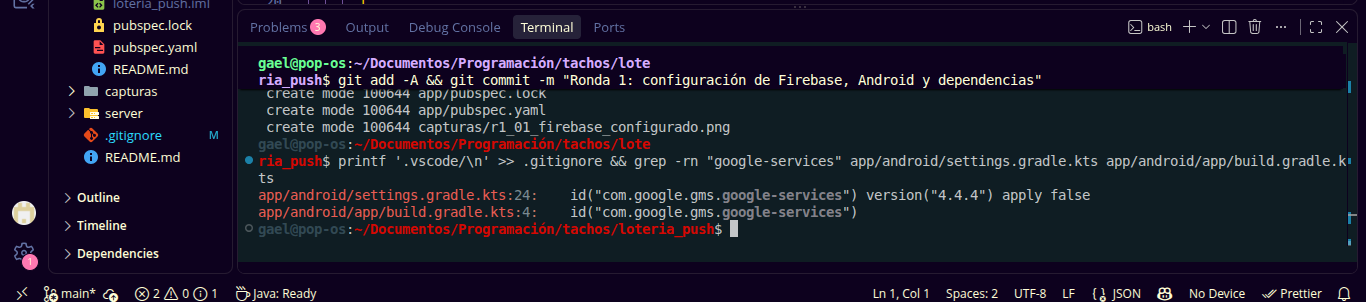 loteria_push.iml
pubspec.lock
pubspec.yaml
README.md
capturas
server
.gitignore M
README.md
Outline
Timeline
Dependencies
1
Problems 3 Output Debug Console Terminal Ports
bash
gael@pop-os:~/Documentos/Programación/tachos/lote
ria_push$ git add -A && git commit -m "Ronda 1: configuración de Firebase, Android y dependencias"
create mode 100644 app/pubspec.lock
create mode 100644 app/pubspec.yaml
create mode 100644 capturas/r1_01_firebase_configurado.png
gael@pop-os:~/Documentos/Programación/tachos/lote
ria_push$ printf '.vscode/\n' >> .gitignore && grep -rn "google-services" app/android/settings.gradle.kts app/android/app/build.gradle.k
ts
app/android/settings.gradle.kts:24:    id("com.google.gms.google-services") version("4.4.4") apply false
app/android/app/build.gradle.kts:4:    id("com.google.gms.google-services")
gael@pop-os:~/Documentos/Programación/tachos/loteria_push$
main* 2 0 1 Java: Ready Ln 1, Col 1 Spaces: 2 UTF-8 LF {} JSON No Device Prettier